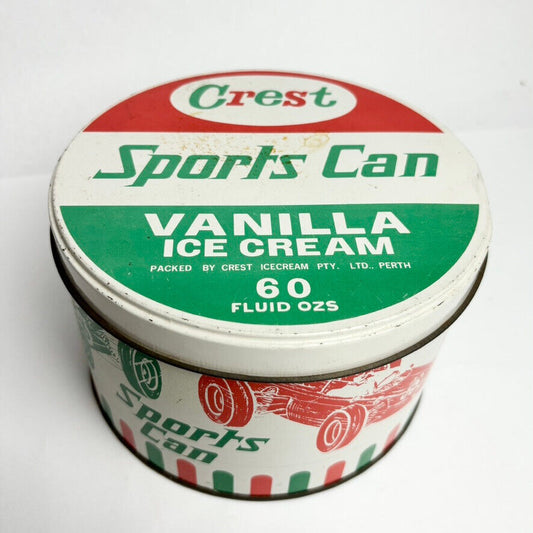 Crest
Sports Can
VANILLA
ICE CREAM
PACKED BY CREST ICECREAM PTY. LTD., PERTH
60
FLUID OZS
Sports
Can